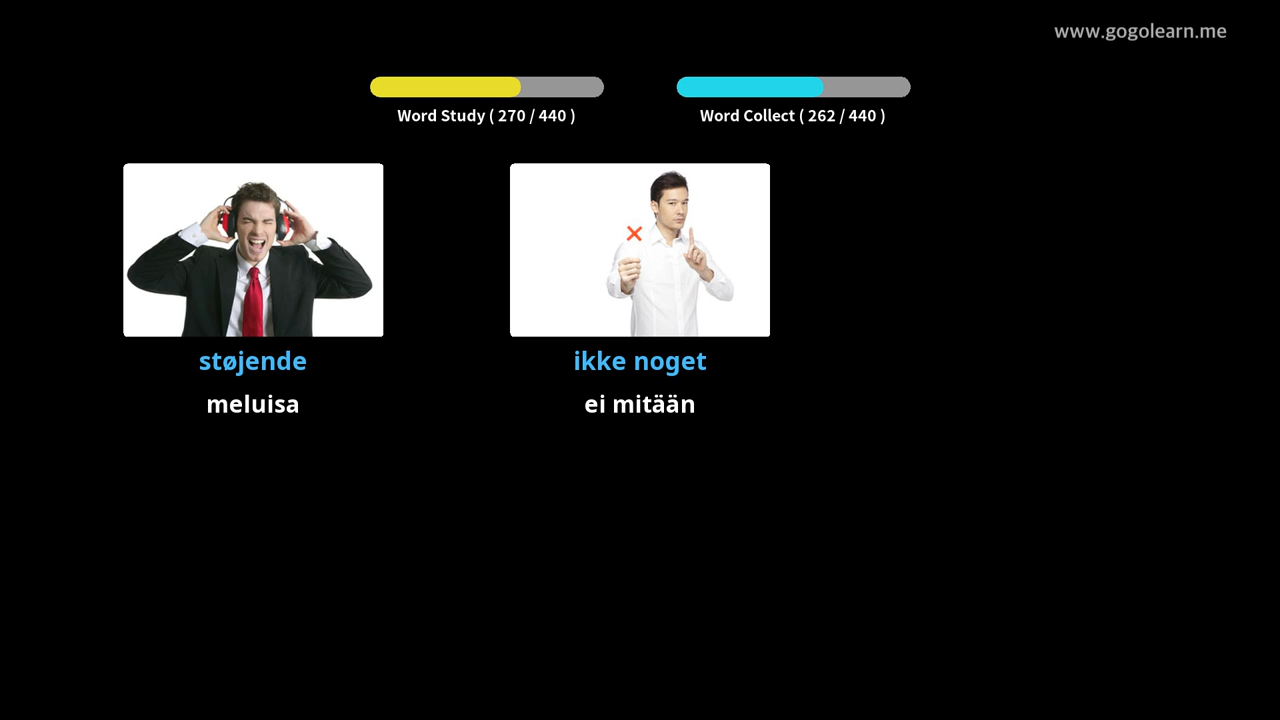 www.gogolearn.me
Word Study ( 270 / 440 )
Word Collect ( 262 / 440 )
støjende
meluisa
ikke noget
ei mitään